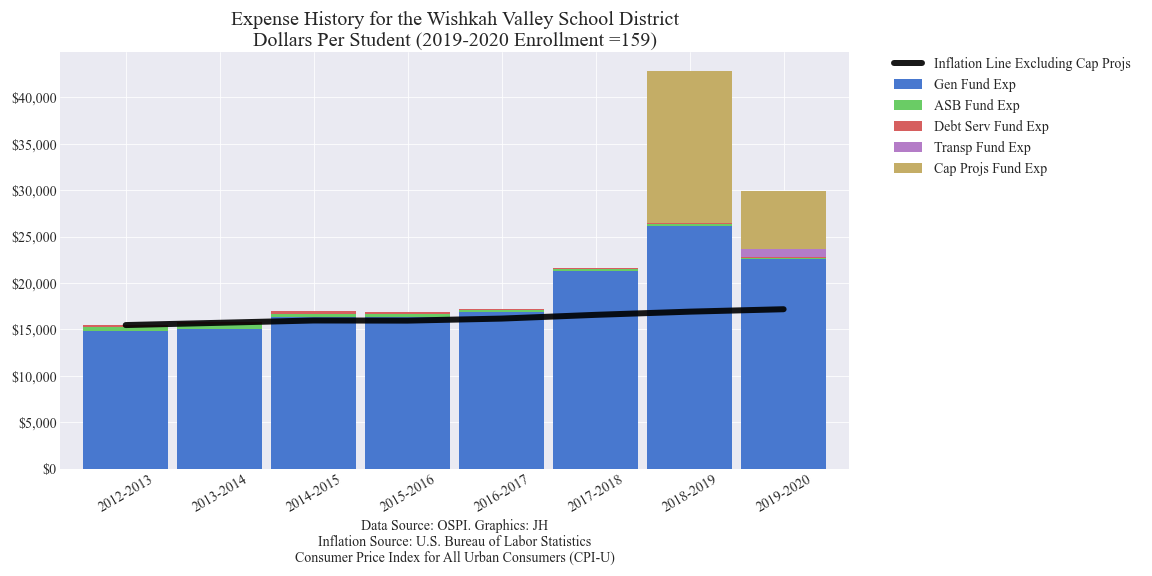 Expense History for the Wishkah Valley School District
Dollars Per Student (2019-2020 Enrollment =159)
Inflation Line Excluding Cap Projs
Gen Fund Exp
ASB Fund Exp
Debt Serv Fund Exp
Transp Fund Exp
Cap Projs Fund Exp
$40,000
$35,000
$30,000
$25,000
$20,000
$15,000
$10,000
$5,000
$0
2012-2013
2013-2014
2014-2015
2015-2016
2016-2017
2017-2018
2018-2019
2019-2020
Data Source: OSPI. Graphics: JH
Inflation Source: U.S. Bureau of Labor Statistics
Consumer Price Index for All Urban Consumers (CPI-U)